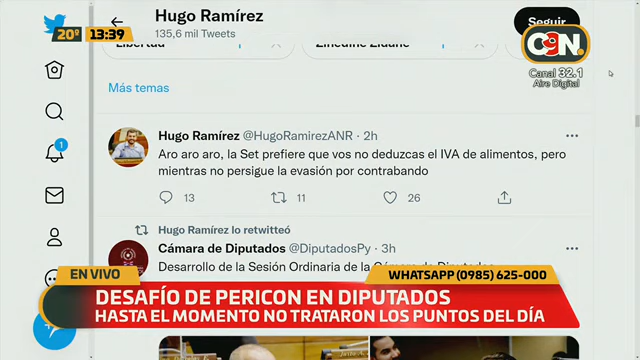 Hugo Ramírez
135,6 mil Tweets
Seguir
20°
13:39
C9N
Canal 32.1
Aire Digital
Libertad
Zinedine Zidane
Más temas
Hugo Ramírez @HugoRamirezANR · 2h
Aro aro aro, la Set prefiere que vos no deduzcas el IVA de alimentos, pero
mientras no persigue la evasión por contrabando
13
11
26
1
Hugo Ramírez lo retwitteó
Cámara de Diputados @DiputadosPy · 3h
Desarrollo de la Sesión Ordinaria de la Cámara de Diputados
EN VIVO
WHATSAPP (0985) 625-000
DESAFÍO DE PERICON EN DIPUTADOS
HASTA EL MOMENTO NO TRATARON LOS PUNTOS DEL DÍA